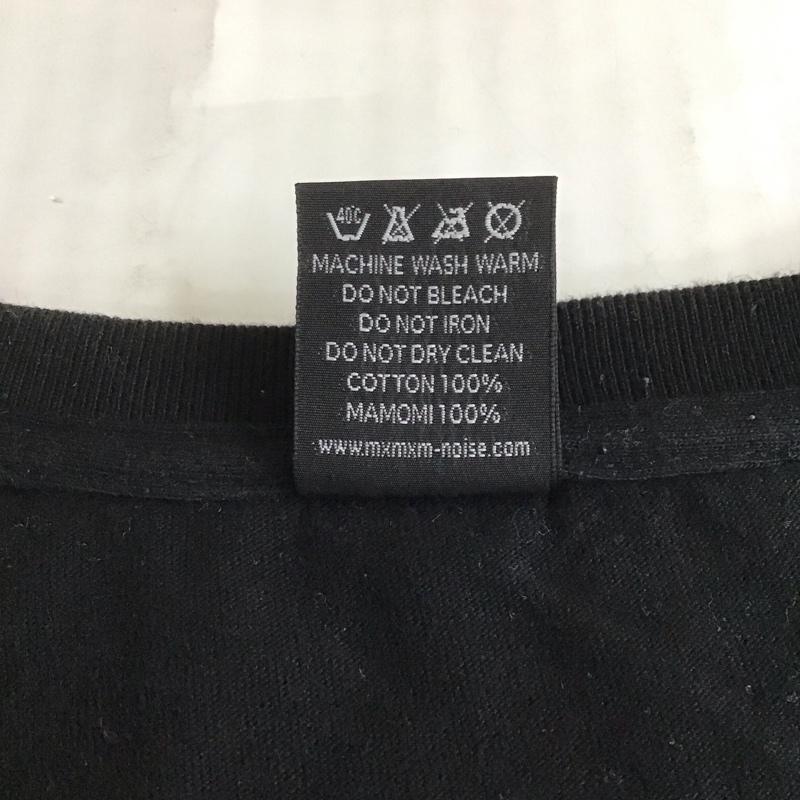 40°C
MACHINE WASH WARM
DO NOT BLEACH
DO NOT IRON
DO NOT DRY CLEAN
COTTON 100%
MAMOMI 100%
www.mxmxm-noise.com